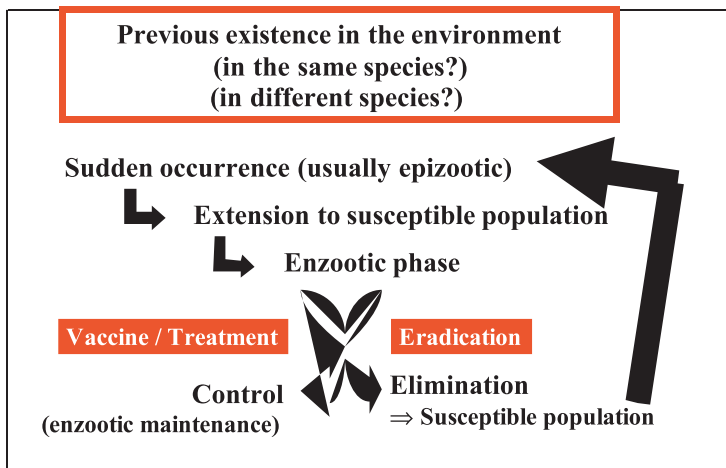 Previous existence in the environment
(in the same species?)
(in different species?)
Sudden occurrence (usually epizootic)
Extension to susceptible population
Enzootic phase
Vaccine / Treatment
Eradication
Control
(enzootic maintenance)
Elimination
⇒ Susceptible population